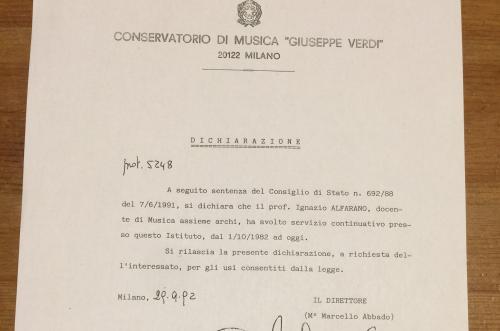 CONSERVATORIO DI MUSICA "GIUSEPPE VERDI"
20122 MILANO
DICHIARAZIONE
prot. 5248
A seguito sentenza del Consiglio di Stato n. 692/88
del 7/6/1991, si dichiara che il prof. Ignazio ALFARANO, docen-
te di Musica assieme archi, ha svolto servizio continuativo pres-
so questo Istituto, dal 1/10/1982 ad oggi.
Si rilascia la presente dichiarazione, a richiesta del-
l'interessato, per gli usi consentiti dalla legge.
Milano, 29.9.92
IL DIRETTORE
(M° Marcello Abbado)